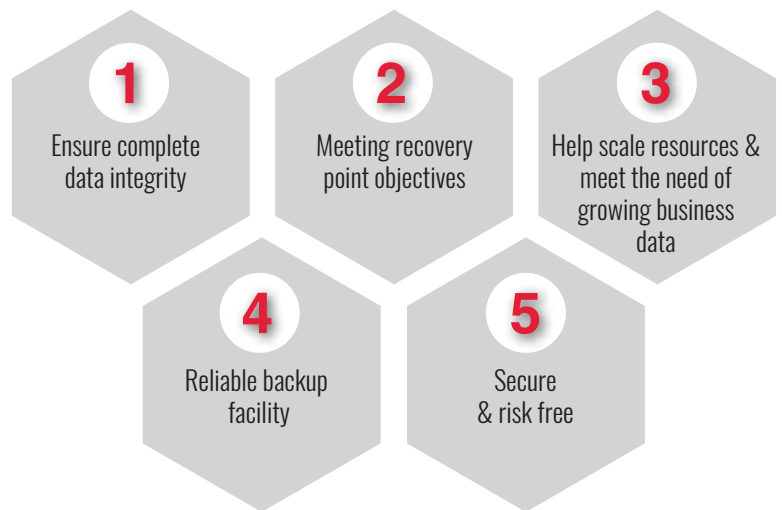 1
Ensure complete
data integrity
2
Meeting recovery
point objectives
3
Help scale resources &
meet the need of
growing business
data
4
Reliable backup
facility
5
Secure
& risk free